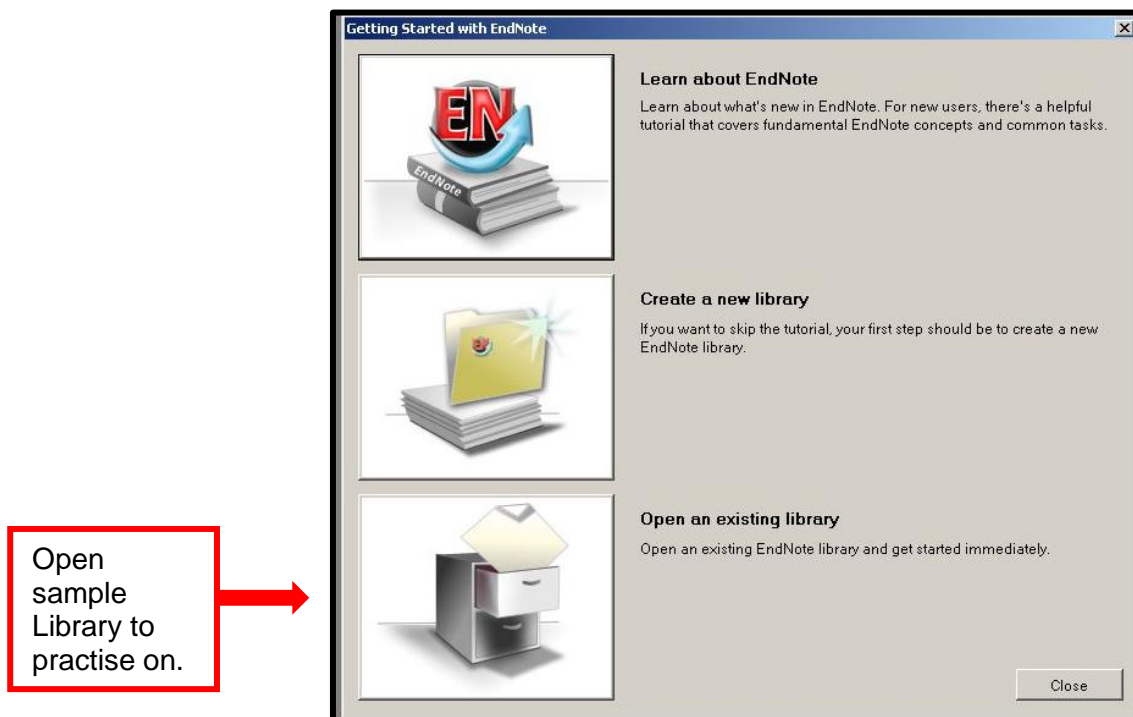 Getting Started with EndNote
EN
EndNote
Learn about EndNote
Learn about what's new in EndNote. For new users, there's a helpful
tutorial that covers fundamental EndNote concepts and common tasks.
EN
Create a new library
If you want to skip the tutorial, your first step should be to create a new
EndNote library.
Open an existing library
Open an existing EndNote library and get started immediately.
Open
sample
Library to
practise on.
Close